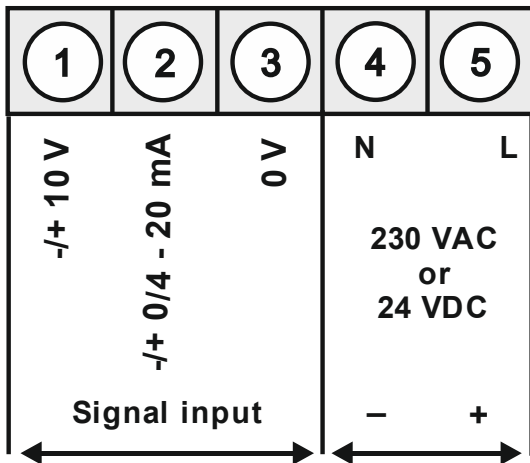 1 2 3 4 5
-/+ 10 V
-/+ 0/4 - 20 mA
0 V
N L
230 VAC
or
24 VDC
Signal input
– +